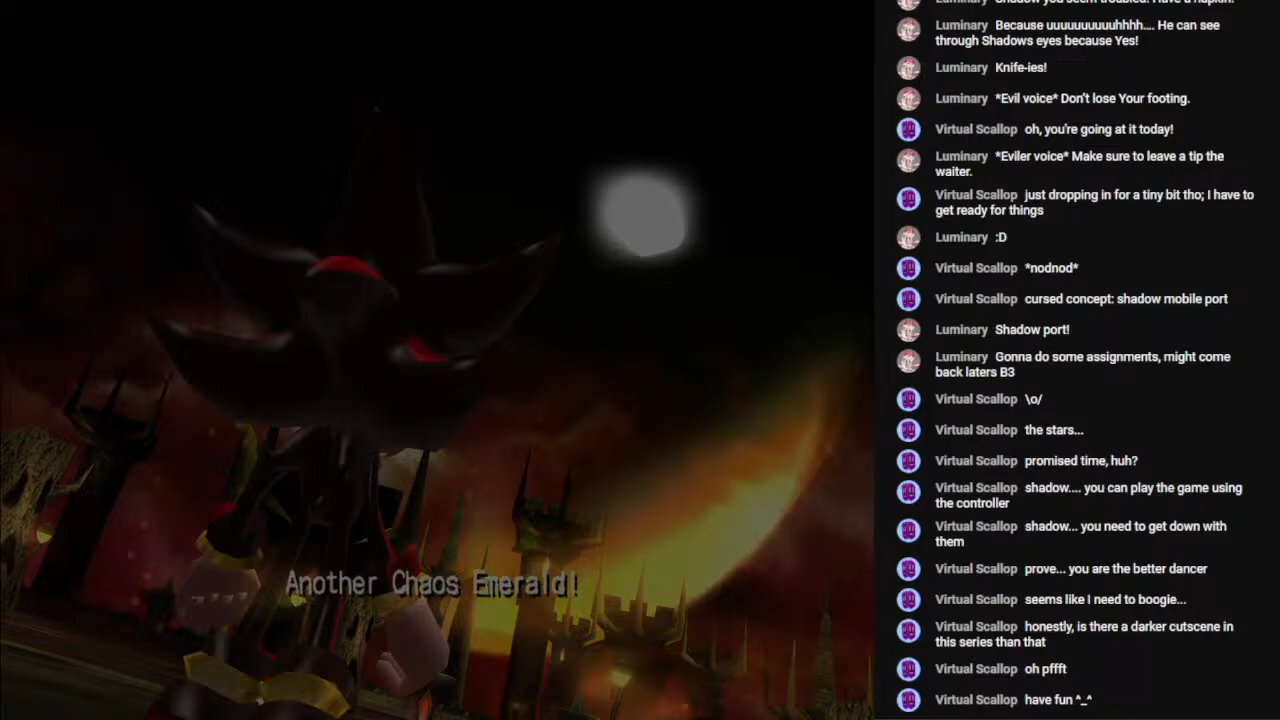 Another Chaos Emerald!
Luminary Shadow you seem troubled! Have a napkin!
Luminary Because uuuuuuuuuuhhhh.... He can see
through Shadows eyes because Yes!
Luminary Knife-ies!
Luminary *Evil voice* Don't lose Your footing.
Virtual Scallop oh, you're going at it today!
Luminary *Eviler voice* Make sure to leave a tip the
waiter.
Virtual Scallop just dropping in for a tiny bit tho; I have to
get ready for things
Luminary :D
Virtual Scallop *nodnod*
Virtual Scallop cursed concept: shadow mobile port
Luminary Shadow port!
Luminary Gonna do some assignments, might come
back laters B3
Virtual Scallop \o/
Virtual Scallop the stars...
Virtual Scallop promised time, huh?
Virtual Scallop shadow.... you can play the game using
the controller
Virtual Scallop shadow... you need to get down with
them
Virtual Scallop prove... you are the better dancer
Virtual Scallop seems like I need to boogie...
Virtual Scallop honestly, is there a darker cutscene in
this series than that
Virtual Scallop oh pffft
Virtual Scallop have fun ^_^